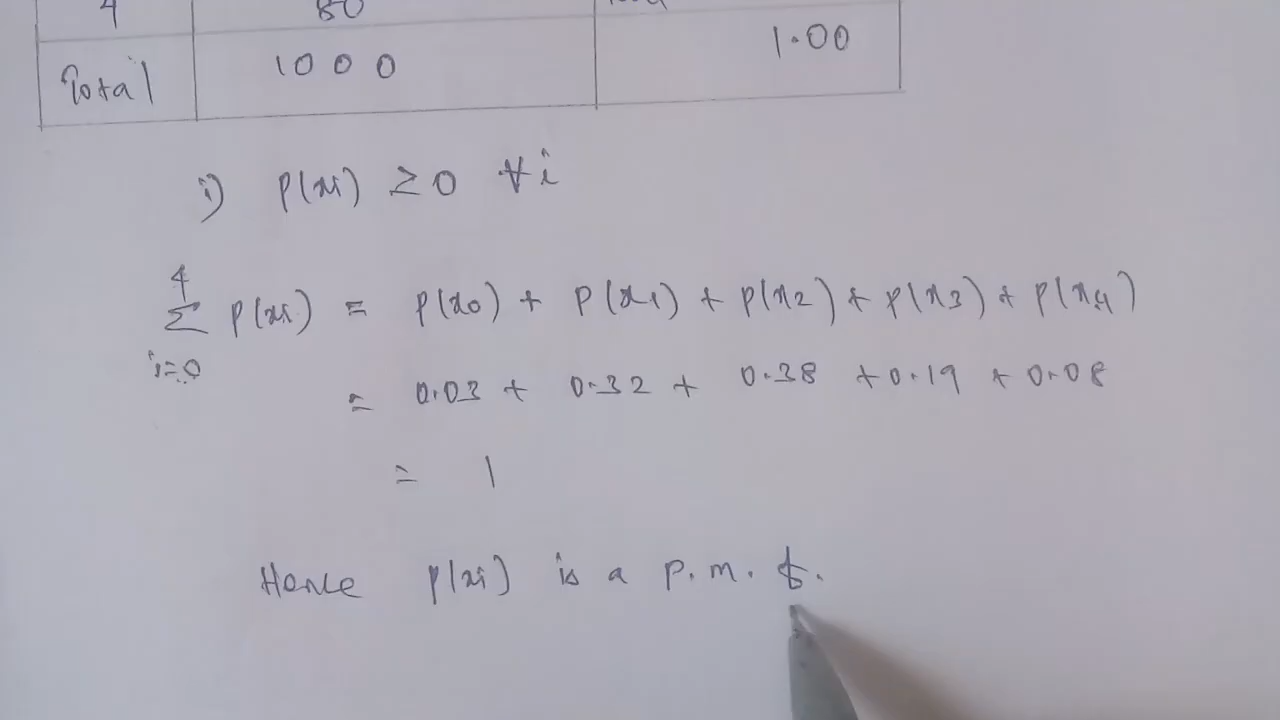 4 80
Total 1000 1.00
i) p(xi) ≥ 0 ∀ i
4
Σ p(xi) = p(x0) + p(x1) + p(x2) + p(x3) + p(x4)
i=0
= 0.03 + 0.32 + 0.38 + 0.19 + 0.08
= 1
Hence p(xi) is a p.m.f.